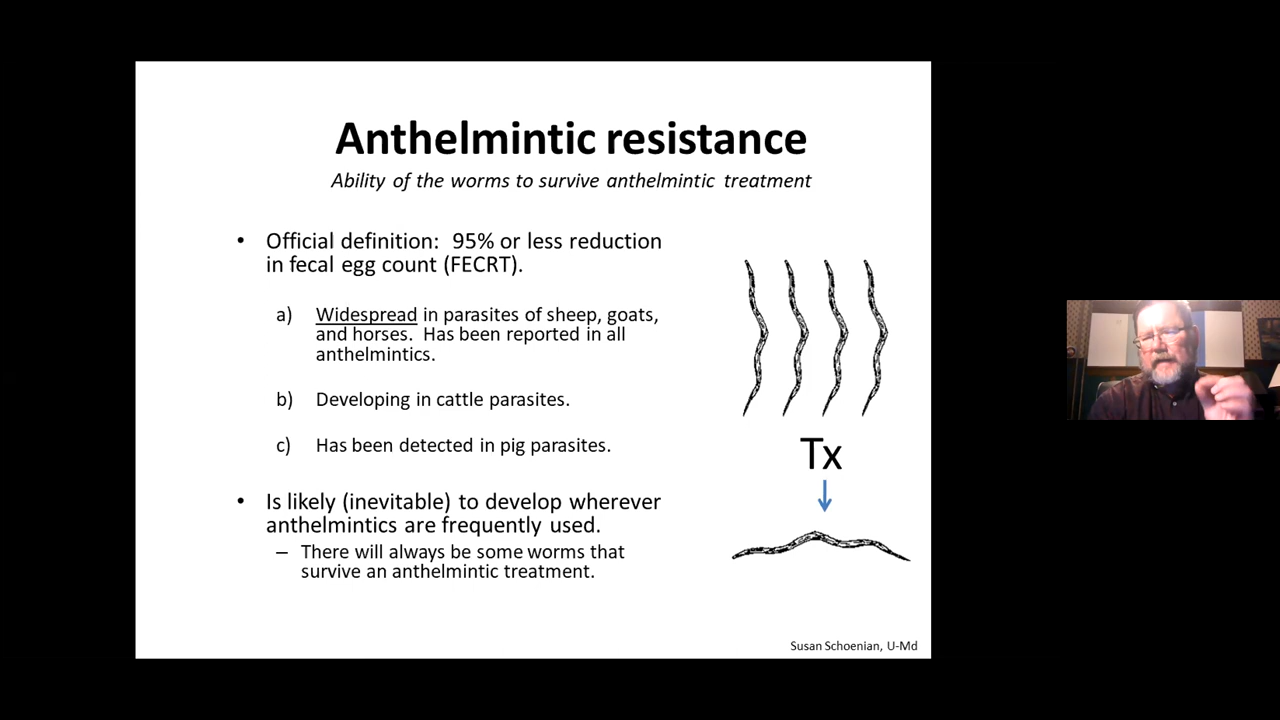 Anthelmintic resistance
Ability of the worms to survive anthelmintic treatment
• Official definition: 95% or less reduction
in fecal egg count (FECRT).
a) Widespread in parasites of sheep, goats,
and horses. Has been reported in all
anthelmintics.
b) Developing in cattle parasites.
c) Has been detected in pig parasites.
• Is likely (inevitable) to develop wherever
anthelmintics are frequently used.
– There will always be some worms that
survive an anthelmintic treatment.
Tx
Susan Schoenian, U-Md